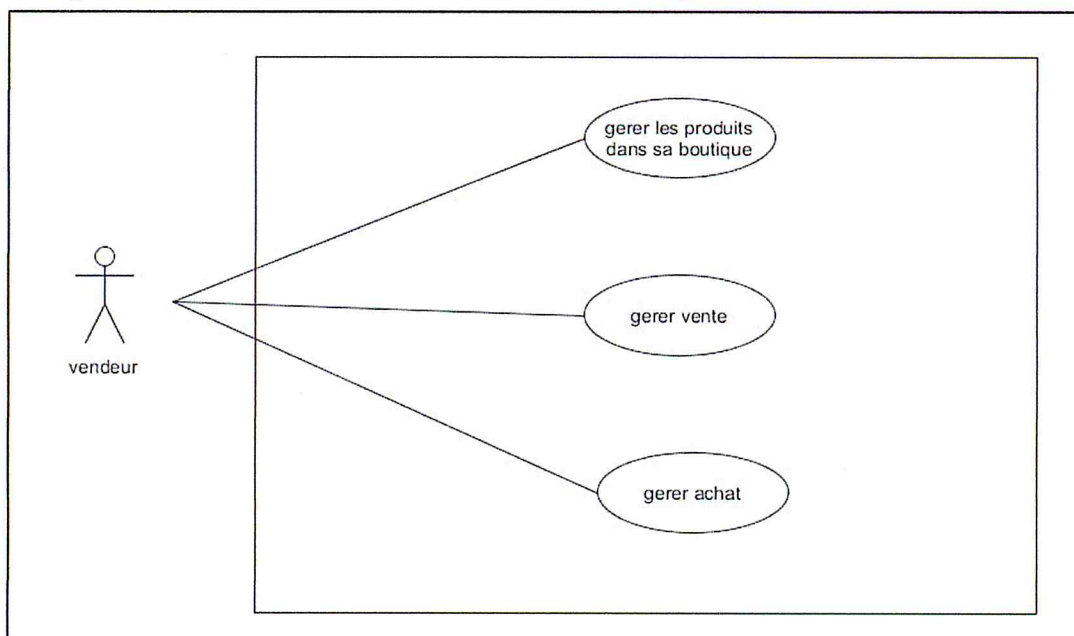 gerer les produits
dans sa boutique
gerer vente
vendeur
gerer achat